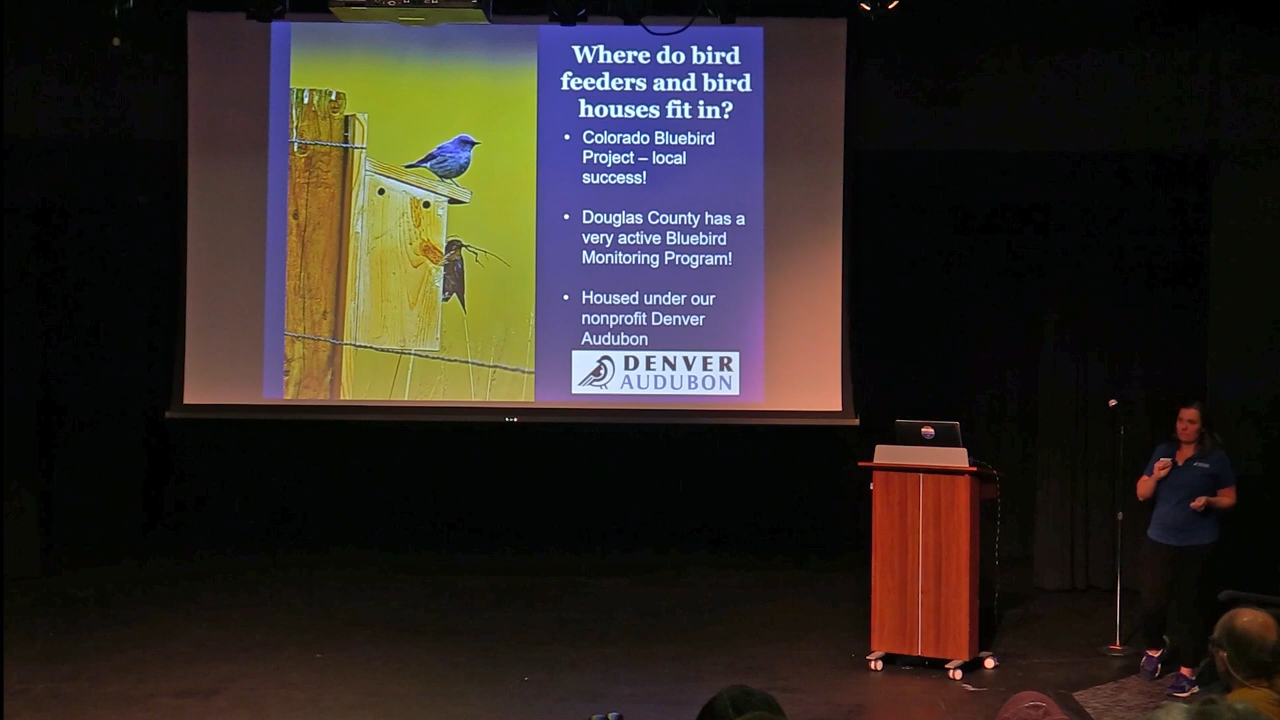 Where do bird
feeders and bird
houses fit in?
• Colorado Bluebird
Project – local
success!
• Douglas County has a
very active Bluebird
Monitoring Program!
• Housed under our
nonprofit Denver
Audubon
DENVER
AUDUBON